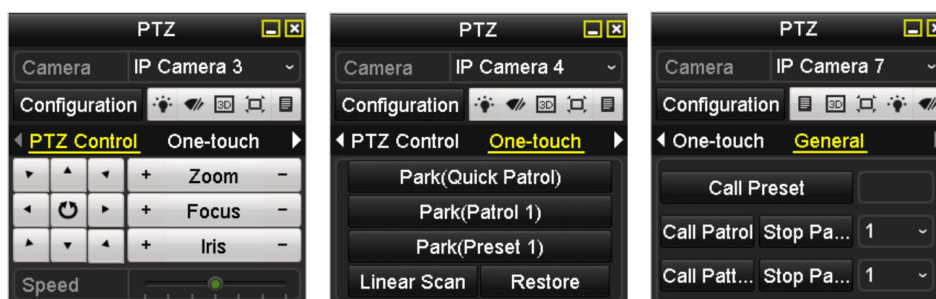 PTZ
Camera IP Camera 3
Configuration 3D
PTZ Control One-touch
+ Zoom -
+ Focus -
+ Iris -
Speed
PTZ
Camera IP Camera 4
Configuration 3D
PTZ Control One-touch
Park(Quick Patrol)
Park(Patrol 1)
Park(Preset 1)
Linear Scan Restore
PTZ
Camera IP Camera 7
Configuration 3D
One-touch General
Call Preset
Call Patrol Stop Pa... 1
Call Patt... Stop Pa... 1